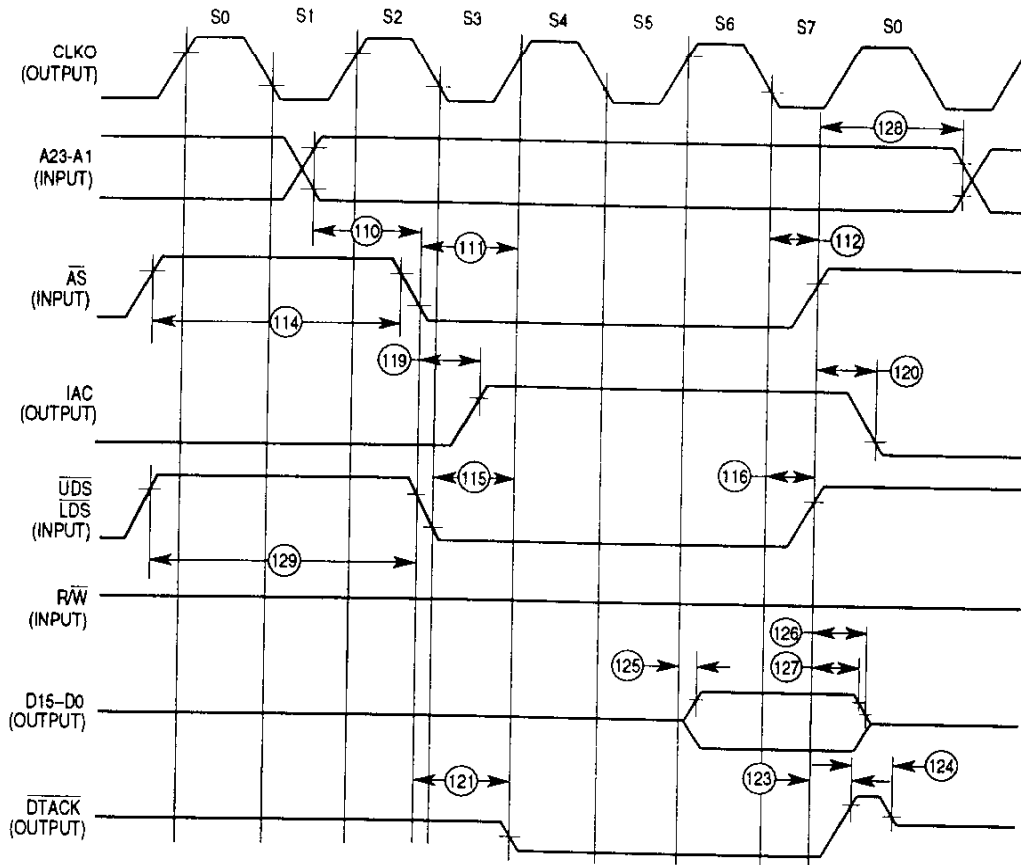 S0 S1 S2 S3 S4 S5 S6 S7 S0
CLKO
(OUTPUT)
128
A23-A1
(INPUT)
110 111 112
AS
(INPUT)
114
119 120
IAC
(OUTPUT)
115 116
UDS
LDS
(INPUT)
129
R/W
(INPUT)
126
125 127
D15–D0
(OUTPUT)
121 123 124
DTACK
(OUTPUT)